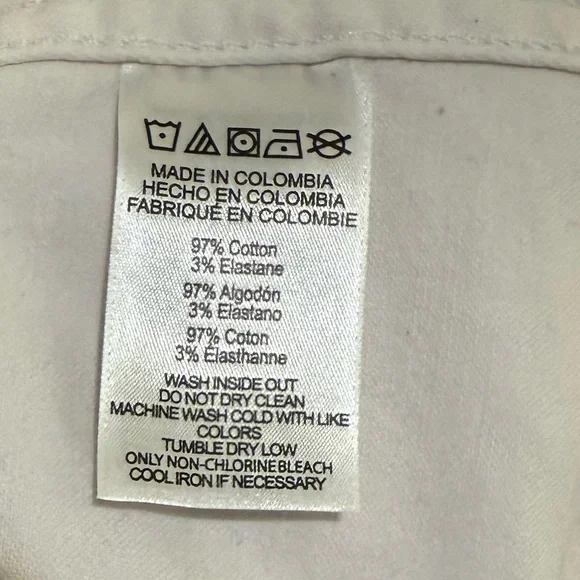 MADE IN COLOMBIA
HECHO EN COLOMBIA
FABRIQUÉ EN COLOMBIE
97% Cotton
3% Elastane
97% Algodón
3% Elastano
97% Coton
3% Élasthanne
WASH INSIDE OUT
DO NOT DRY CLEAN
MACHINE WASH COLD WITH LIKE
COLORS
TUMBLE DRY LOW
ONLY NON-CHLORINE BLEACH
COOL IRON IF NECESSARY